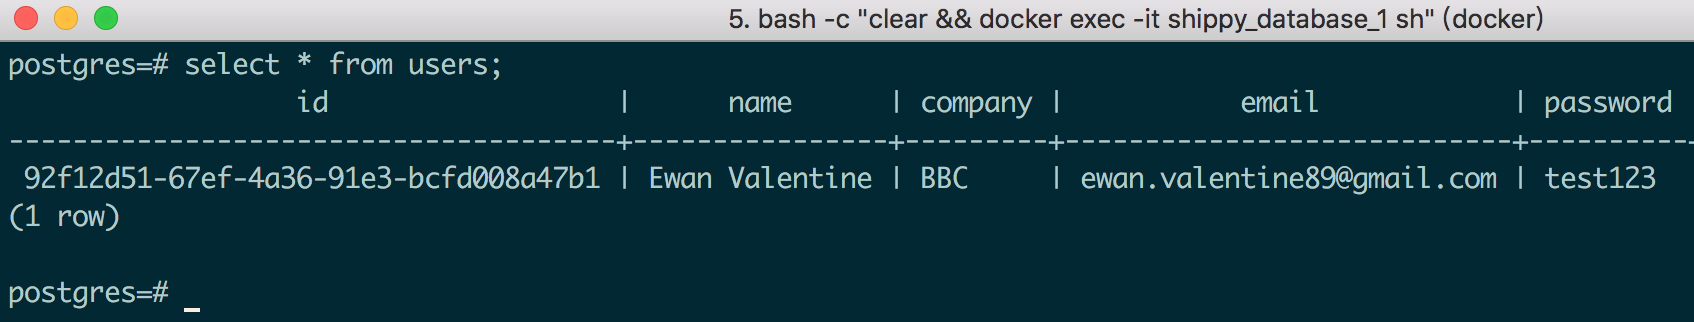 5. bash -c "clear && docker exec -it shippy_database_1 sh" (docker)
postgres=# select * from users;
id | name | company | email | password
---------------------------------------+----------------+---------+-----------------------------+----------
92f12d51-67ef-4a36-91e3-bcfd008a47b1 | Ewan Valentine | BBC | ewan.valentine89@gmail.com | test123
(1 row)
postgres=# _